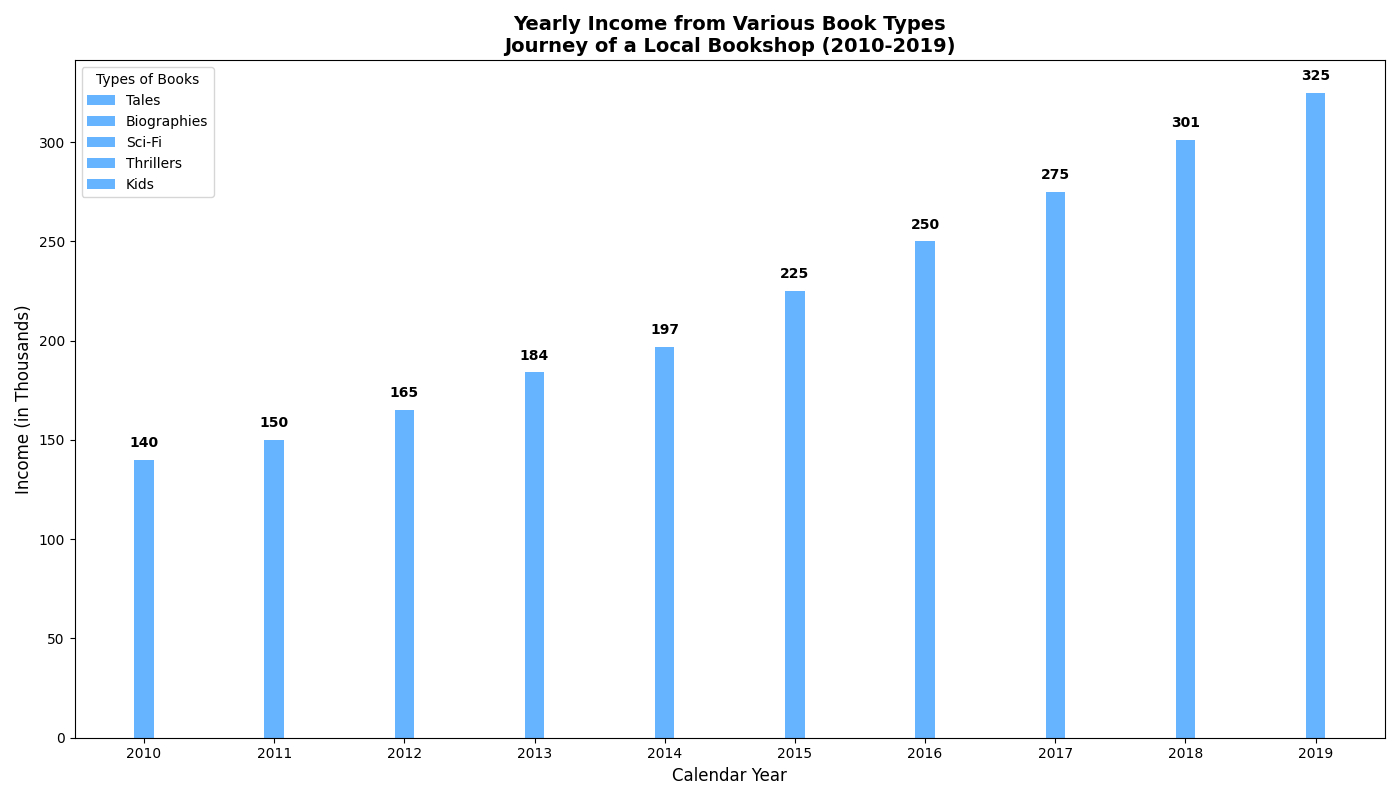 Yearly Income from Various Book Types
Journey of a Local Bookshop (2010-2019)
Types of Books
Tales
Biographies
Sci-Fi
Thrillers
Kids
Income (in Thousands)
300
250
200
150
100
50
0
140
150
165
184
197
225
250
275
301
325
2010 2011 2012 2013 2014 2015 2016 2017 2018 2019
Calendar Year